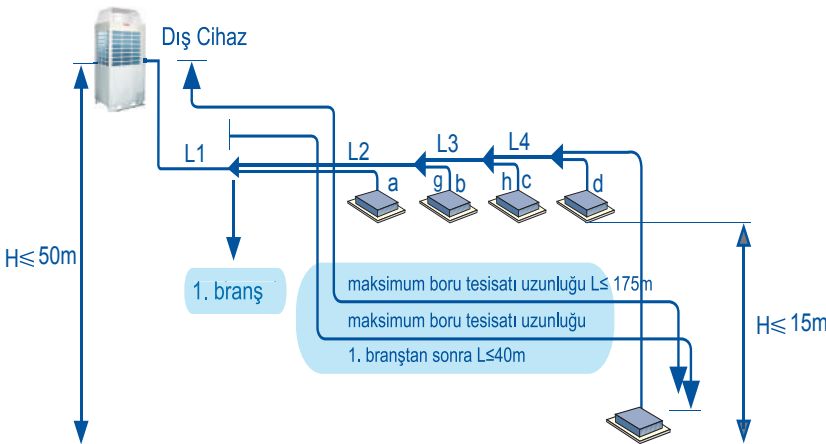 Dış Cihaz
L1
L2
L3
L4
a
g
b
h
c
d
H≤ 50m
1. branş
maksimum boru tesisatı uzunluğu L≤ 175m
maksimum boru tesisatı uzunluğu
1. branştan sonra L≤40m
H≤ 15m